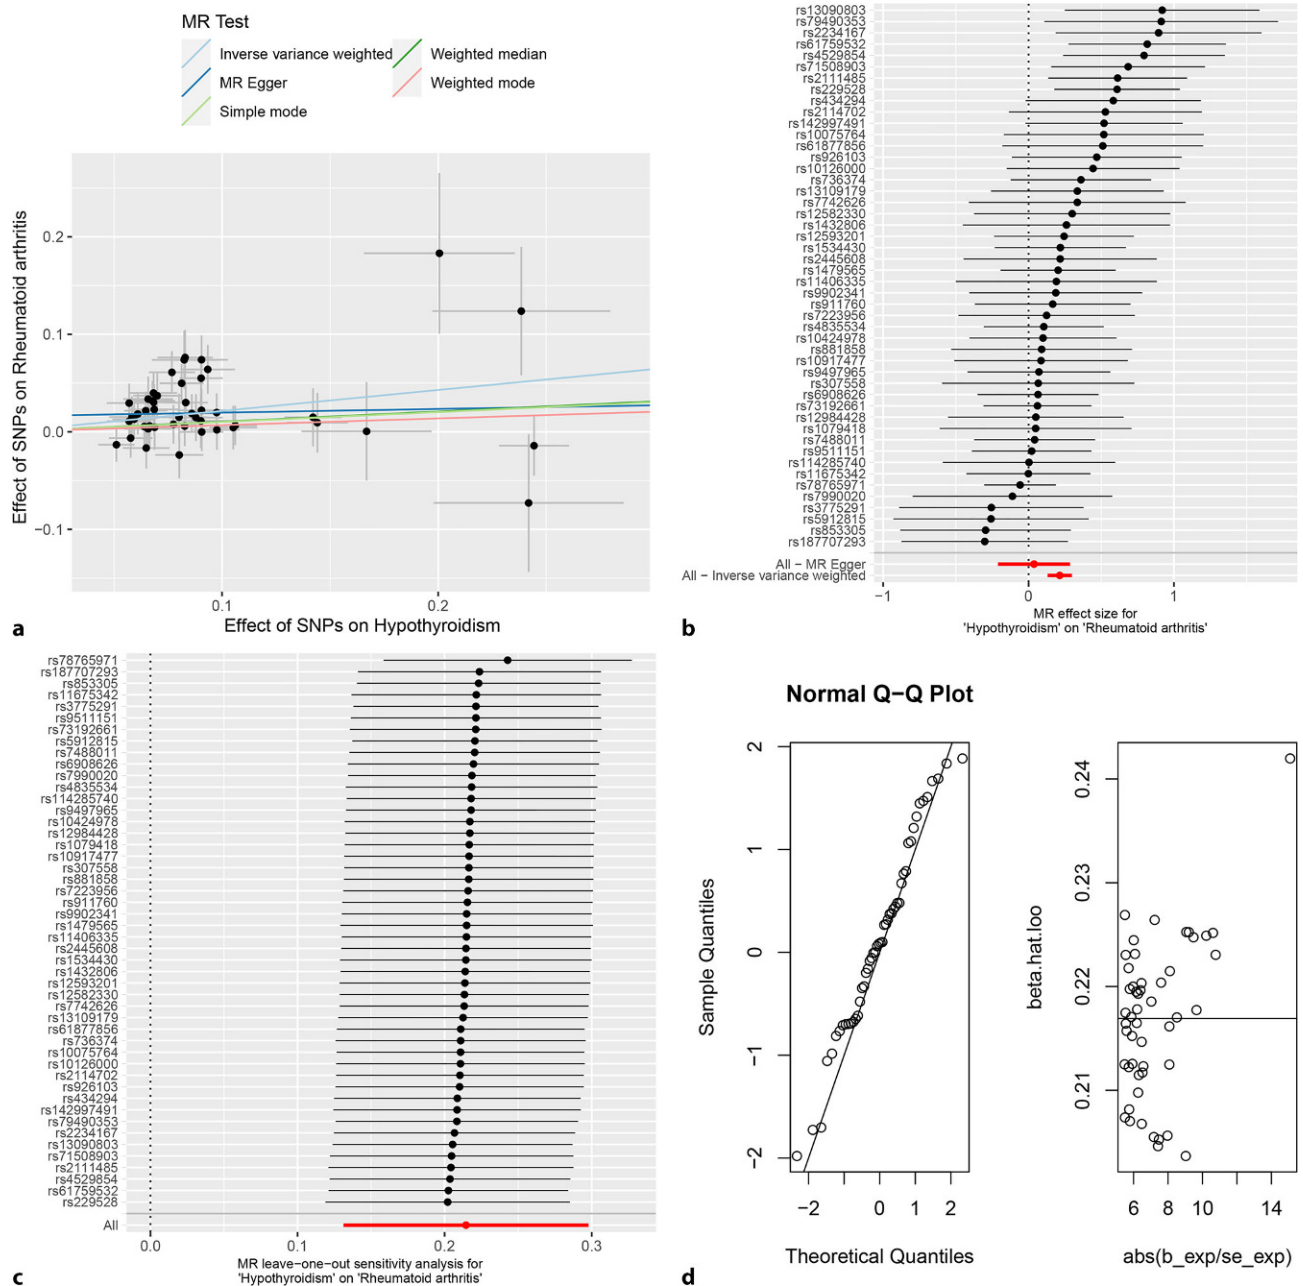 MR Test
Inverse variance weighted
Weighted median
MR Egger
Weighted mode
Simple mode
Effect of SNPs on Rheumatoid arthritis
0.2
0.1
0.0
−0.1
0.1
0.2
Effect of SNPs on Hypothyroidism
a
rs13090803
rs79490353
rs2234167
rs61759532
rs4529854
rs71508903
rs2111485
rs229528
rs434294
rs2114702
rs142997491
rs10075764
rs61877856
rs926103
rs10126000
rs736374
rs13109179
rs7742626
rs12582330
rs1432806
rs12593201
rs1534430
rs2445608
rs1479565
rs11406335
rs9902341
rs911760
rs7223956
rs4835534
rs10424978
rs881858
rs10917477
rs9497965
rs307558
rs6908626
rs73192661
rs12984428
rs1079418
rs7488011
rs9511151
rs114285740
rs11675342
rs78765971
rs7990020
rs3775291
rs5912815
rs853305
rs187707293
All − MR Egger
All − Inverse variance weighted
−1
0
1
MR effect size for
'Hypothyroidism' on 'Rheumatoid arthritis'
b
rs78765971
rs187707293
rs853305
rs11675342
rs3775291
rs9511151
rs73192661
rs5912815
rs7488011
rs6908626
rs7990020
rs4835534
rs114285740
rs9497965
rs10424978
rs12984428
rs1079418
rs10917477
rs307558
rs881858
rs7223956
rs911760
rs9902341
rs1479565
rs11406335
rs2445608
rs1534430
rs1432806
rs12593201
rs12582330
rs7742626
rs13109179
rs61877856
rs736374
rs10075764
rs10126000
rs2114702
rs926103
rs434294
rs142997491
rs79490353
rs2234167
rs13090803
rs71508903
rs2111485
rs4529854
rs61759532
rs229528
All
0.0
0.1
0.2
0.3
MR leave−one−out sensitivity analysis for
'Hypothyroidism' on 'Rheumatoid arthritis'
c
Normal Q−Q Plot
Sample Quantiles
2
1
0
−1
−2
−2
0
1
2
Theoretical Quantiles
beta.hat.loo
0.24
0.23
0.22
0.21
6
8
10
14
abs(b_exp/se_exp)
d